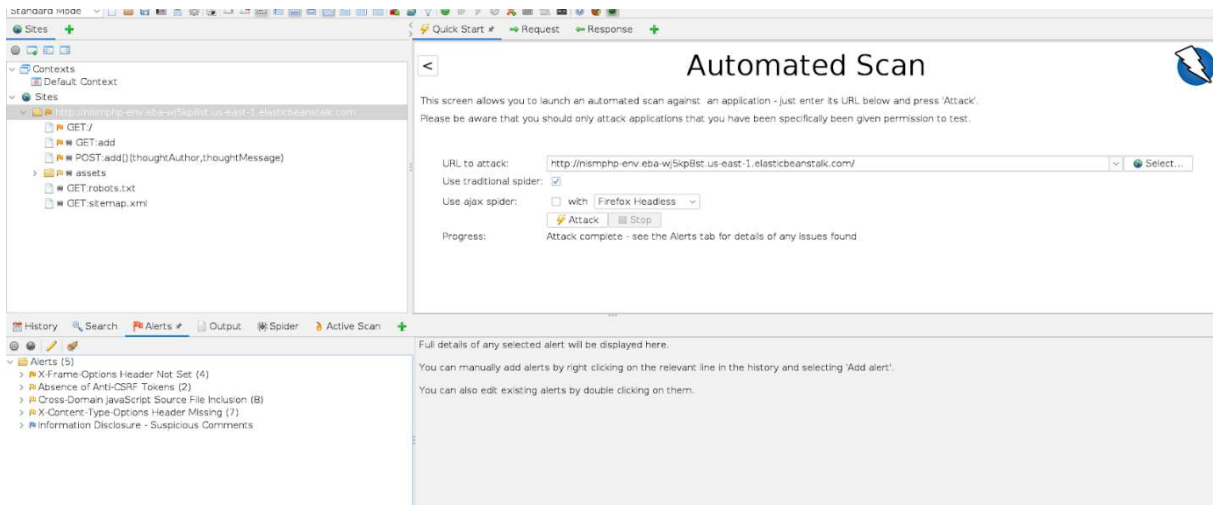 Standard Mode
Sites
Quick Start
Request
Response
Contexts
Default Context
Sites
http://nismphp-env.eba-wj5kp8st.us-east-1.elasticbeanstalk.com
GET:/
GET:add
POST:add()(thoughtAuthor,thoughtMessage)
assets
GET:robots.txt
GET:sitemap.xml
<
Automated Scan
This screen allows you to launch an automated scan against an application - just enter its URL below and press 'Attack'.
Please be aware that you should only attack applications that you have been specifically been given permission to test.
URL to attack: http://nismphp-env.eba-wj5kp8st.us-east-1.elasticbeanstalk.com/ Select...
Use traditional spider:
Use ajax spider: with Firefox Headless
Attack Stop
Progress: Attack complete - see the Alerts tab for details of any issues found
History Search Alerts Output Spider Active Scan
Alerts (5)
X-Frame-Options Header Not Set (4)
Absence of Anti-CSRF Tokens (2)
Cross-Domain JavaScript Source File Inclusion (8)
X-Content-Type-Options Header Missing (7)
Information Disclosure - Suspicious Comments
Full details of any selected alert will be displayed here.
You can manually add alerts by right clicking on the relevant line in the history and selecting 'Add alert'.
You can also edit existing alerts by double clicking on them.